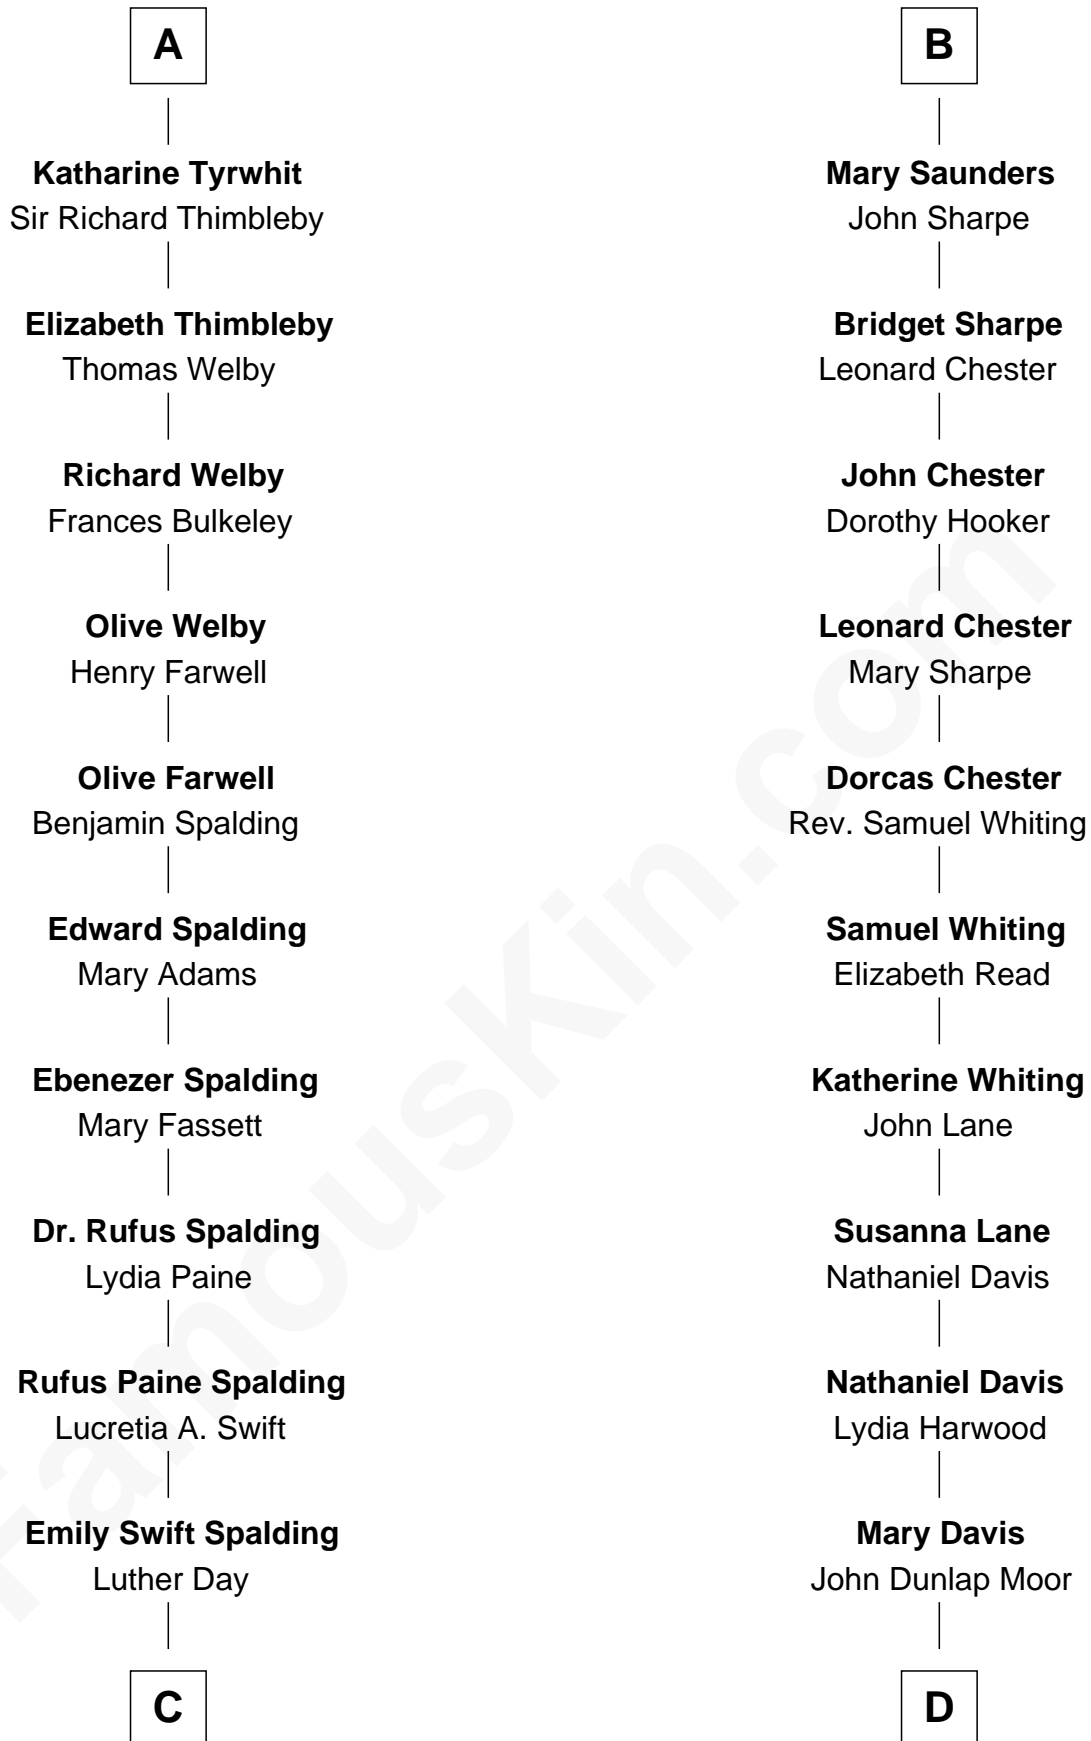 A
Katharine Tyrwhit
Sir Richard Thimbleby
Elizabeth Thimbleby
Thomas Welby
Richard Welby
Frances Bulkeley
Olive Welby
Henry Farwell
Olive Farwell
Benjamin Spalding
Edward Spalding
Mary Adams
Ebenezer Spalding
Mary Fassett
Dr. Rufus Spalding
Lydia Paine
Rufus Paine Spalding
Lucretia A. Swift
Emily Swift Spalding
Luther Day
C
B
Mary Saunders
John Sharpe
Bridget Sharpe
Leonard Chester
John Chester
Dorothy Hooker
Leonard Chester
Mary Sharpe
Dorcas Chester
Rev. Samuel Whiting
Samuel Whiting
Elizabeth Read
Katherine Whiting
John Lane
Susanna Lane
Nathaniel Davis
Nathaniel Davis
Lydia Harwood
Mary Davis
John Dunlap Moor
D
FamousKin.com